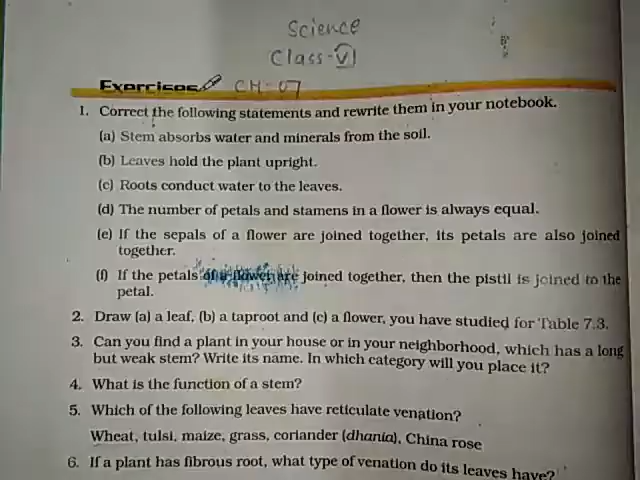 Science
Class-VI
Exercises CH-07
1. Correct the following statements and rewrite them in your notebook.
(a) Stem absorbs water and minerals from the soil.
(b) Leaves hold the plant upright.
(c) Roots conduct water to the leaves.
(d) The number of petals and stamens in a flower is always equal.
(e) If the sepals of a flower are joined together, its petals are also joined
together.
(f) If the petals of a flower are joined together, then the pistil is joined to the
petal.
2. Draw (a) a leaf, (b) a taproot and (c) a flower, you have studied for Table 7.3.
3. Can you find a plant in your house or in your neighborhood, which has a long
but weak stem? Write its name. In which category will you place it?
4. What is the function of a stem?
5. Which of the following leaves have reticulate venation?
Wheat, tulsi, maize, grass, coriander (dhania), China rose
6. If a plant has fibrous root, what type of venation do its leaves have?